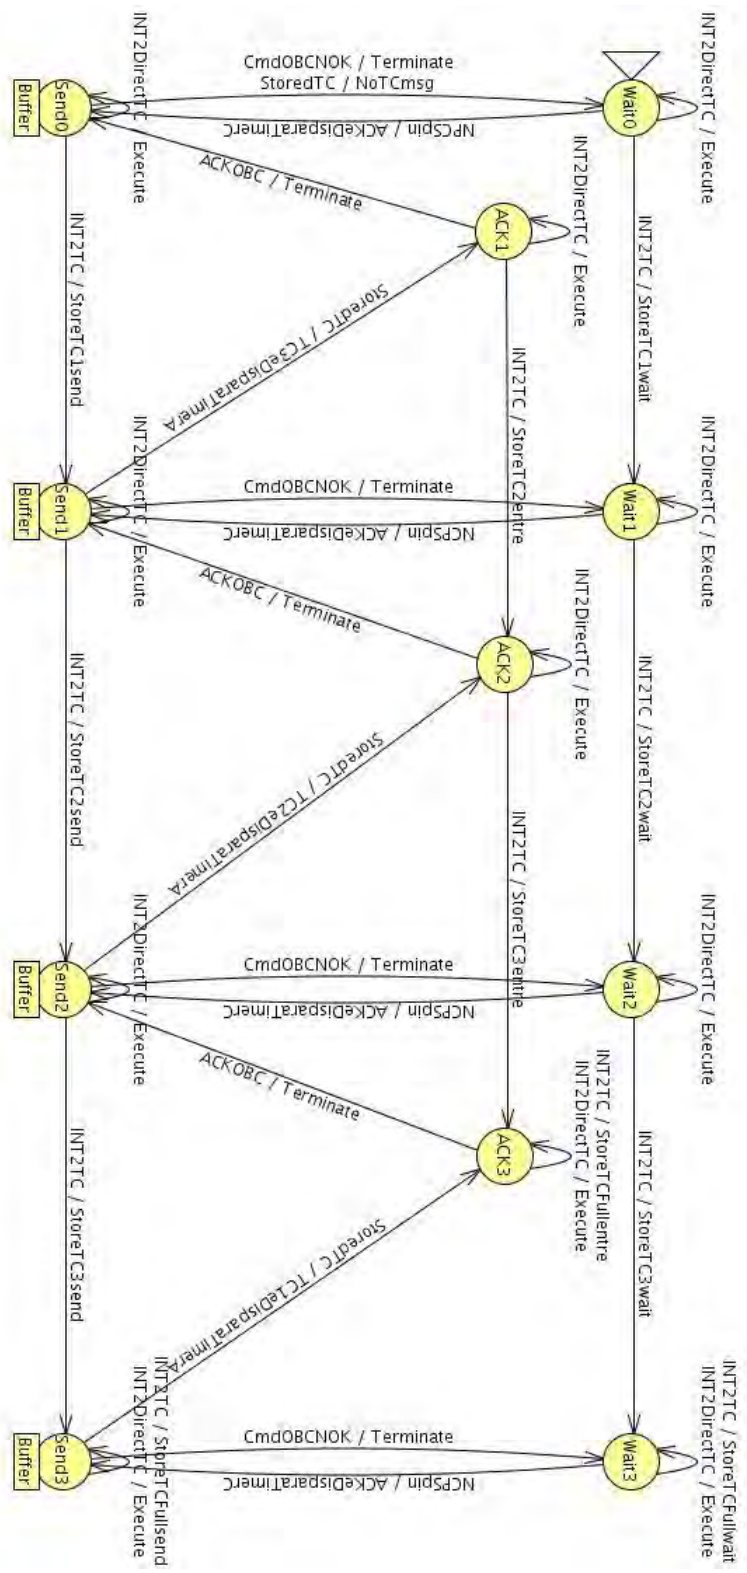 INT2DirectTC / Execute
CmdOBCNOK / Terminate
StoredTC / NoTCmsg
Wait0
Send0
Buffer
INT2DirectTC / Execute
NPCSpin / ACKeDisparaTimerC
INT2DirectTC / Execute
ACKOBC / Terminate
ACK1
INT2TC / StoreTC1wait
INT2TC / StoreTC1send
StoredTC / TC3eDisparaTimerA
INT2TC / StoreTC2entre
INT2DirectTC / Execute
INT2DirectTC / Execute
CmdOBCNOK / Terminate
Wait1
Send1
Buffer
NCPSpin / ACKeDisparaTimerC
ACKOBC / Terminate
INT2DirectTC / Execute
ACK2
INT2TC / StoreTC2wait
INT2TC / StoreTC2send
StoredTC / TC2eDisparaTimerA
INT2TC / StoreTC3entre
INT2DirectTC / Execute
INT2DirectTC / Execute
CmdOBCNOK / Terminate
Wait2
Send2
Buffer
NCPSpin / ACKeDisparaTimerC
ACKOBC / Terminate
INT2TC / StoreTCFullentre
INT2DirectTC / Execute
ACK3
INT2TC / StoreTC3wait
INT2TC / StoreTC3send
StoredTC / TC1eDisparaTimerA
INT2TC / StoreTCFullwait
INT2DirectTC / Execute
INT2TC / StoreTCFullsend
INT2DirectTC / Execute
CmdOBCNOK / Terminate
Wait3
Send3
Buffer
NCPSpin / ACKeDisparaTimerC